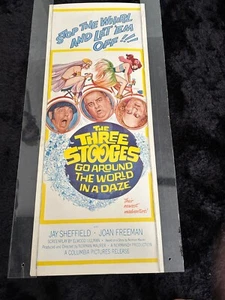 STOP THE WORLD
AND LET 'EM
OFF
THE
THREE
STOOGES
GO AROUND
THE WORLD
IN A DAZE
JAY SHEFFIELD · JOAN FREEMAN
A COLUMBIA PICTURES RELEASE